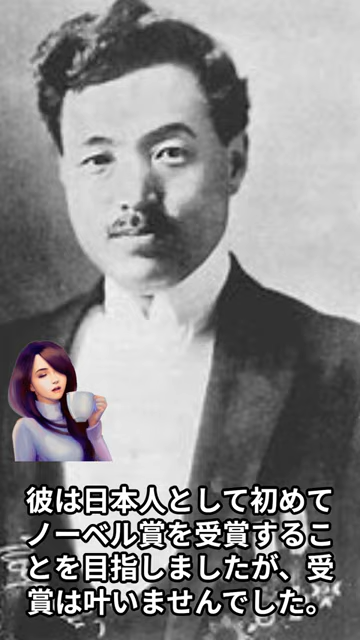 彼は日本人として初めて
ノーベル賞を受賞するこ
とを目指しましたが、受
賞は叶いませんでした。